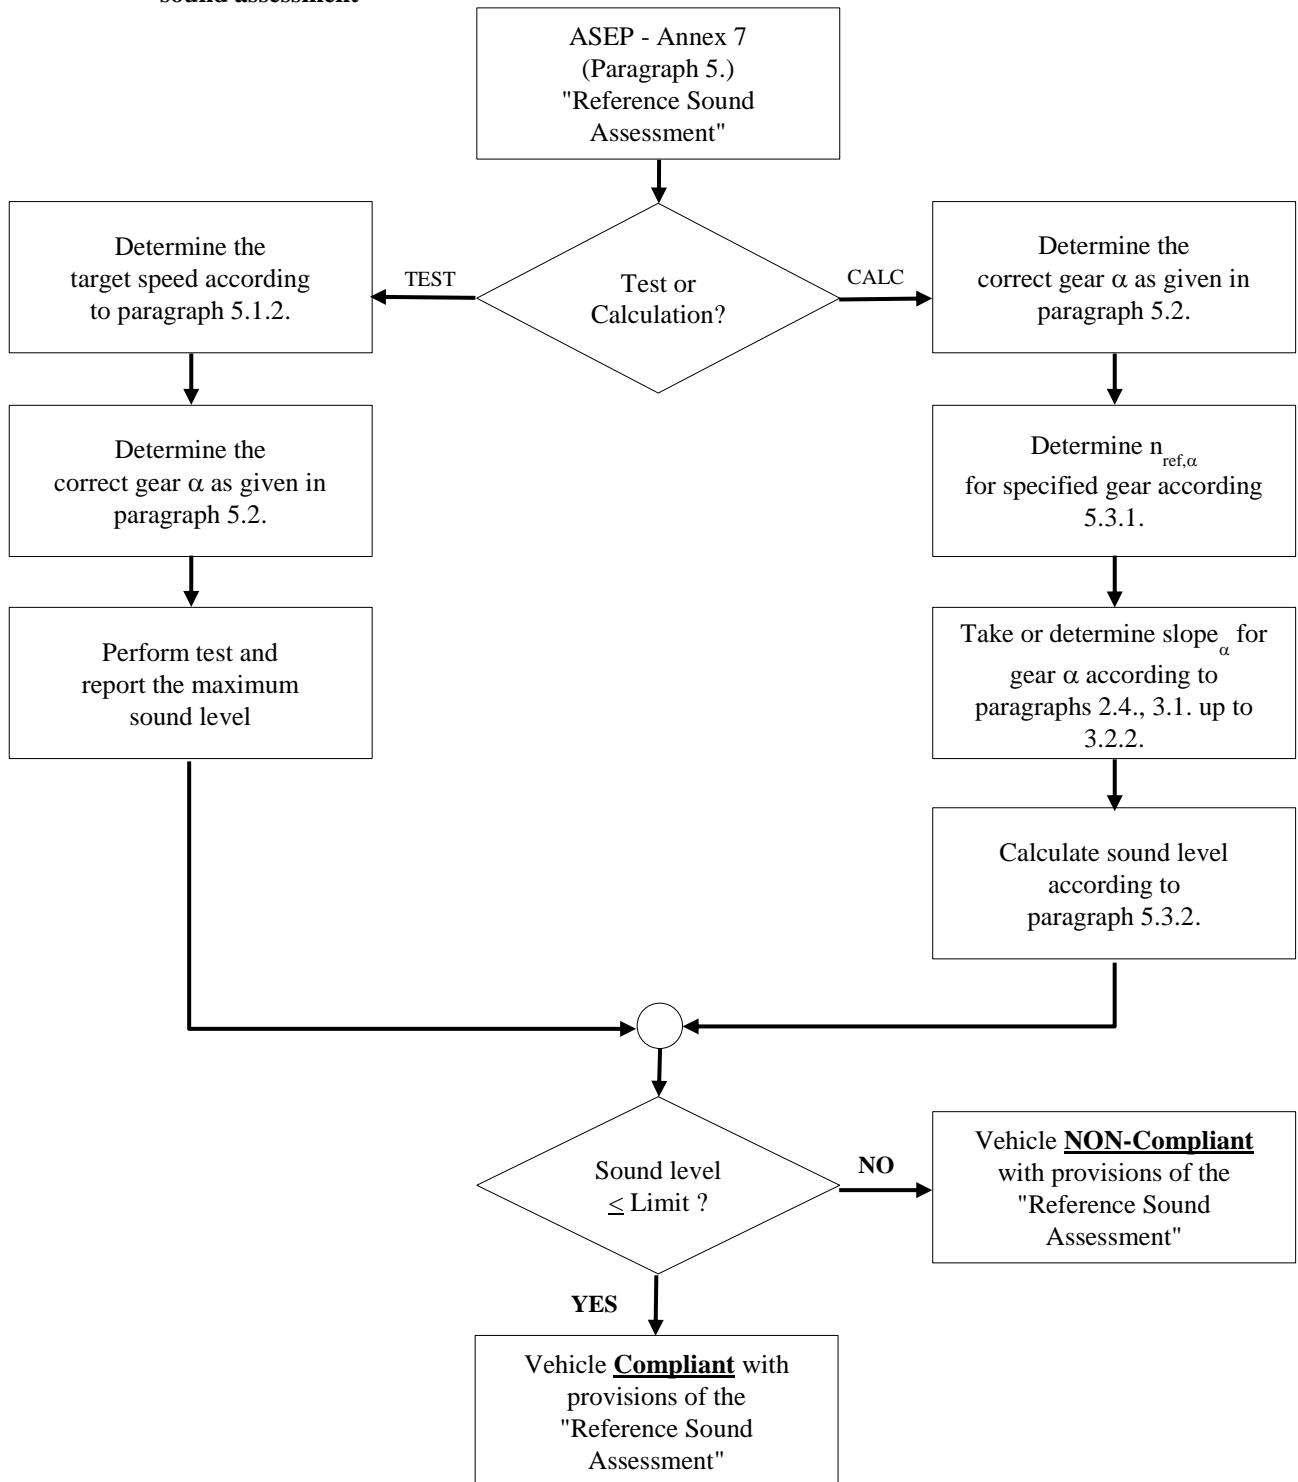 sound assessment
ASEP - Annex 7
(Paragraph 5.)
"Reference Sound
Assessment"
Determine the
target speed according
to paragraph 5.1.2.
TEST
Test or
Calculation?
CALC
Determine the
correct gear α as given in
paragraph 5.2.
Determine the
correct gear α as given in
paragraph 5.2.
Determine n ref,α
for specified gear according
5.3.1.
Perform test and
report the maximum
sound level
Take or determine slope α for
gear α according to
paragraphs 2.4., 3.1. up to
3.2.2.
Calculate sound level
according to
paragraph 5.3.2.
Sound level
≤ Limit ?
NO
Vehicle NON-Compliant
with provisions of the
"Reference Sound
Assessment"
YES
Vehicle Compliant with
provisions of the
"Reference Sound
Assessment"